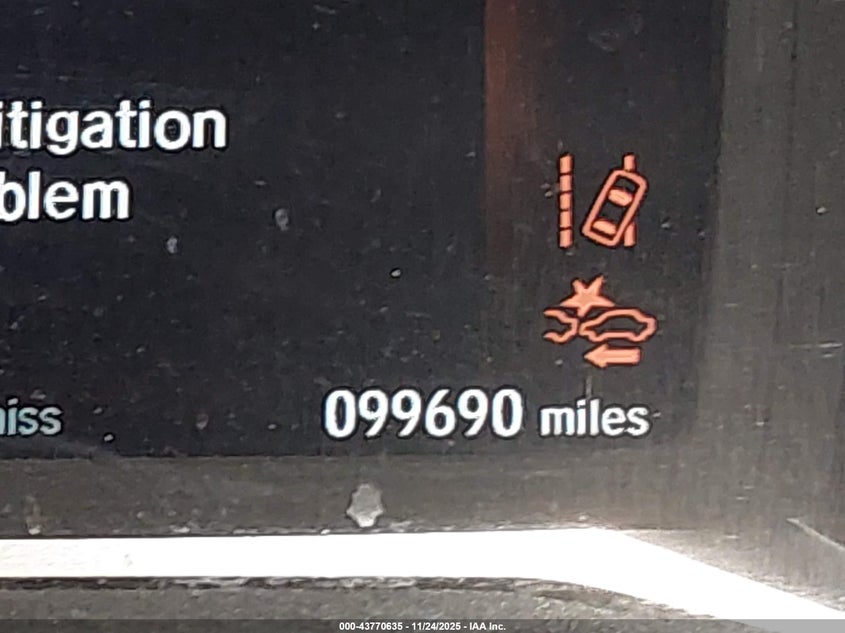 itigation
blem
iss
099690 miles
000-43770635 - 11/24/2025 - IAA Inc.